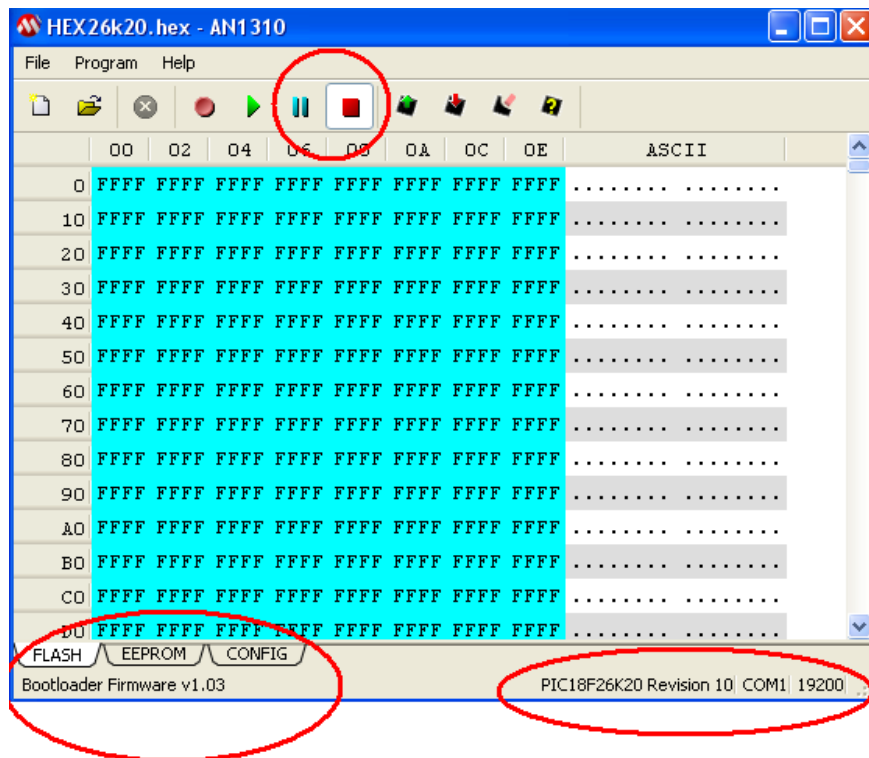 HEX26k20.hex - AN1310
File Program Help
00 02 04 06 08 0A 0C 0E ASCII
0 FFFF FFFF FFFF FFFF FFFF FFFF FFFF FFFF ........ ........
10 FFFF FFFF FFFF FFFF FFFF FFFF FFFF FFFF ........ ........
20 FFFF FFFF FFFF FFFF FFFF FFFF FFFF FFFF ........ ........
30 FFFF FFFF FFFF FFFF FFFF FFFF FFFF FFFF ........ ........
40 FFFF FFFF FFFF FFFF FFFF FFFF FFFF FFFF ........ ........
50 FFFF FFFF FFFF FFFF FFFF FFFF FFFF FFFF ........ ........
60 FFFF FFFF FFFF FFFF FFFF FFFF FFFF FFFF ........ ........
70 FFFF FFFF FFFF FFFF FFFF FFFF FFFF FFFF ........ ........
80 FFFF FFFF FFFF FFFF FFFF FFFF FFFF FFFF ........ ........
90 FFFF FFFF FFFF FFFF FFFF FFFF FFFF FFFF ........ ........
A0 FFFF FFFF FFFF FFFF FFFF FFFF FFFF FFFF ........ ........
B0 FFFF FFFF FFFF FFFF FFFF FFFF FFFF FFFF ........ ........
C0 FFFF FFFF FFFF FFFF FFFF FFFF FFFF FFFF ........ ........
D0 FFFF FFFF FFFF FFFF FFFF FFFF FFFF FFFF ........ ........
FLASH EEPROM CONFIG
Bootloader Firmware v1.03 PIC18F26K20 Revision 10 COM1 19200